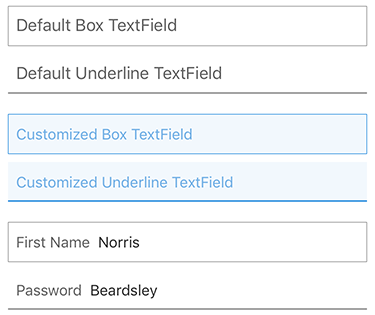 Default Box TextField
Default Underline TextField
Customized Box TextField
Customized Underline TextField
First Name Norris
Password Beardsley